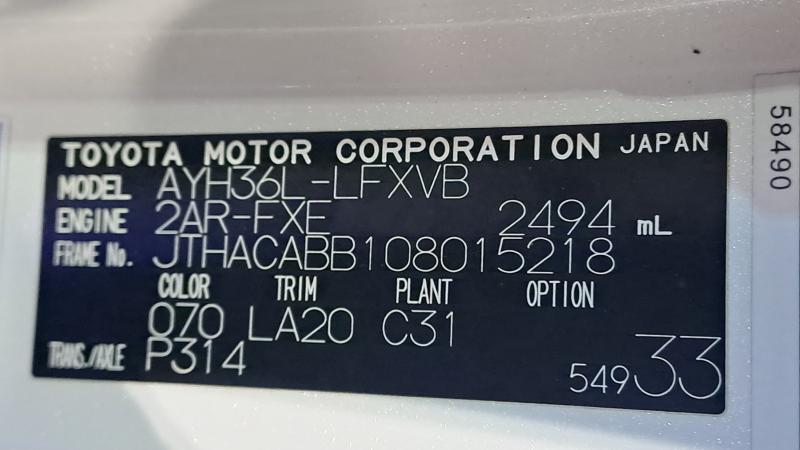 TOYOTA MOTOR CORPORATION JAPAN
MODEL AYH36L-LFXVB
ENGINE 2AR-FXE 2494 mL
FRAME No. JTHACABB108015218
COLOR TRIM PLANT OPTION
070 LA20 C31
TRANS./AXLE P314
54933
58490